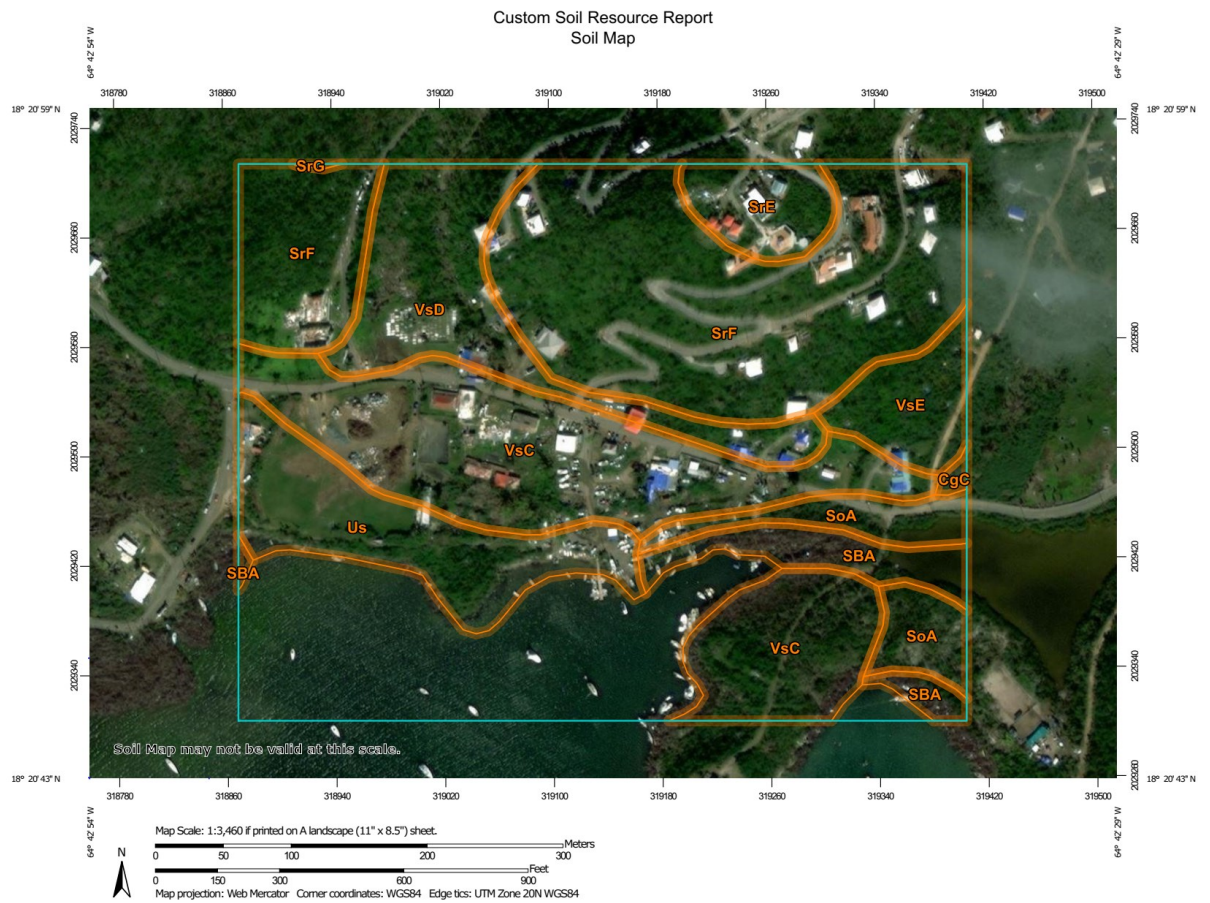 Custom Soil Resource Report
Soil Map
64° 42' 54'' W
64° 42' 29'' W
318780 318860 318940 319020 319100 319180 319260 319340 319420 319500
18° 20' 59'' N
18° 20' 59'' N
2029740
2029740
SrG
SrE
2029660
2029660
SrF
VsD
SrF
2029580
2029580
VsE
VsC
2029500
2029500
CgC
SoA
Us
SBA
2029420
2029420
SBA
SoA
VsC
2029340
2029340
SBA
Soil Map may not be valid at this scale.
2029260
18° 20' 43'' N
18° 20' 43'' N
318780 318860 318940 319020 319100 319180 319260 319340 319420 319500
64° 42' 54'' W
64° 42' 29'' W
Map Scale: 1:3,460 if printed on A landscape (11" x 8.5") sheet.
N
Meters
0 50 100 200 300
Feet
0 150 300 600 900
Map projection: Web Mercator Corner coordinates: WGS84 Edge tics: UTM Zone 20N WGS84